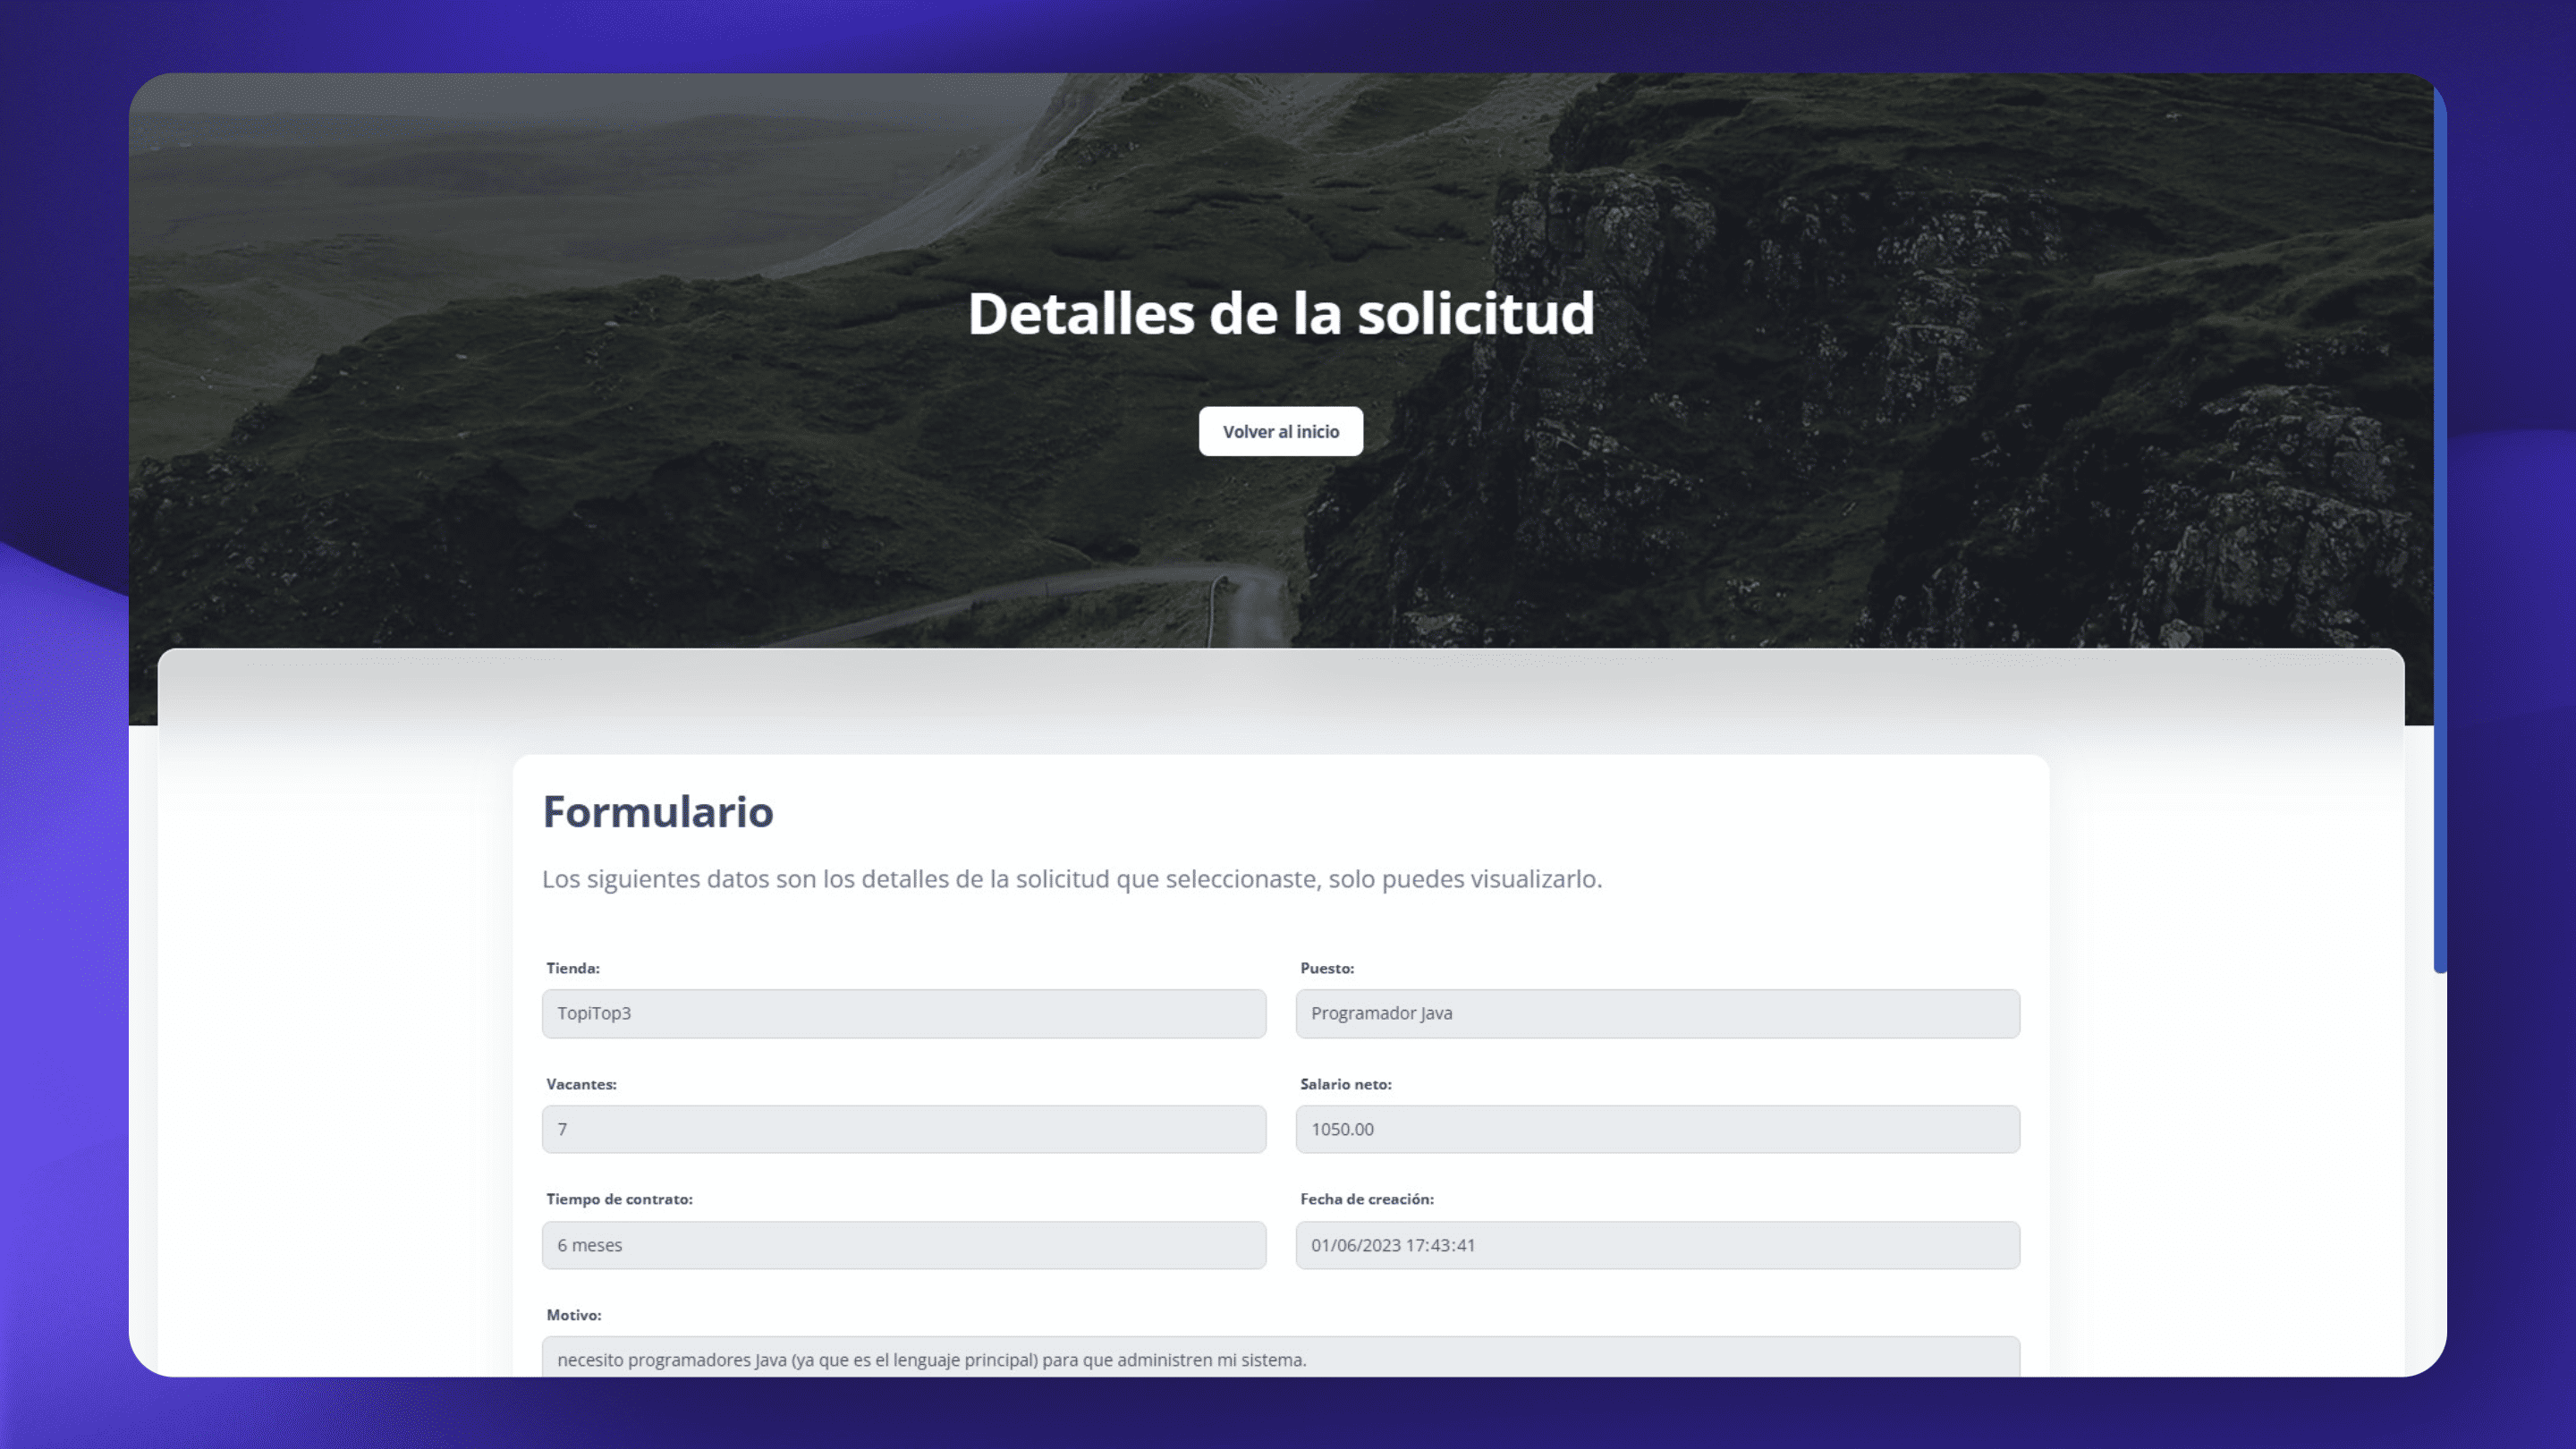 Detalles de la solicitud
Volver al inicio
Formulario
Los siguientes datos son los detalles de la solicitud que seleccionaste, solo puedes visualizarlo.
Tienda:
TopiTop3
Puesto:
Programador Java
Vacantes:
7
Salario neto:
1050.00
Tiempo de contrato:
6 meses
Fecha de creación:
01/06/2023 17:43:41
Motivo:
necesito programadores Java (ya que es el lenguaje principal) para que administren mi sistema.